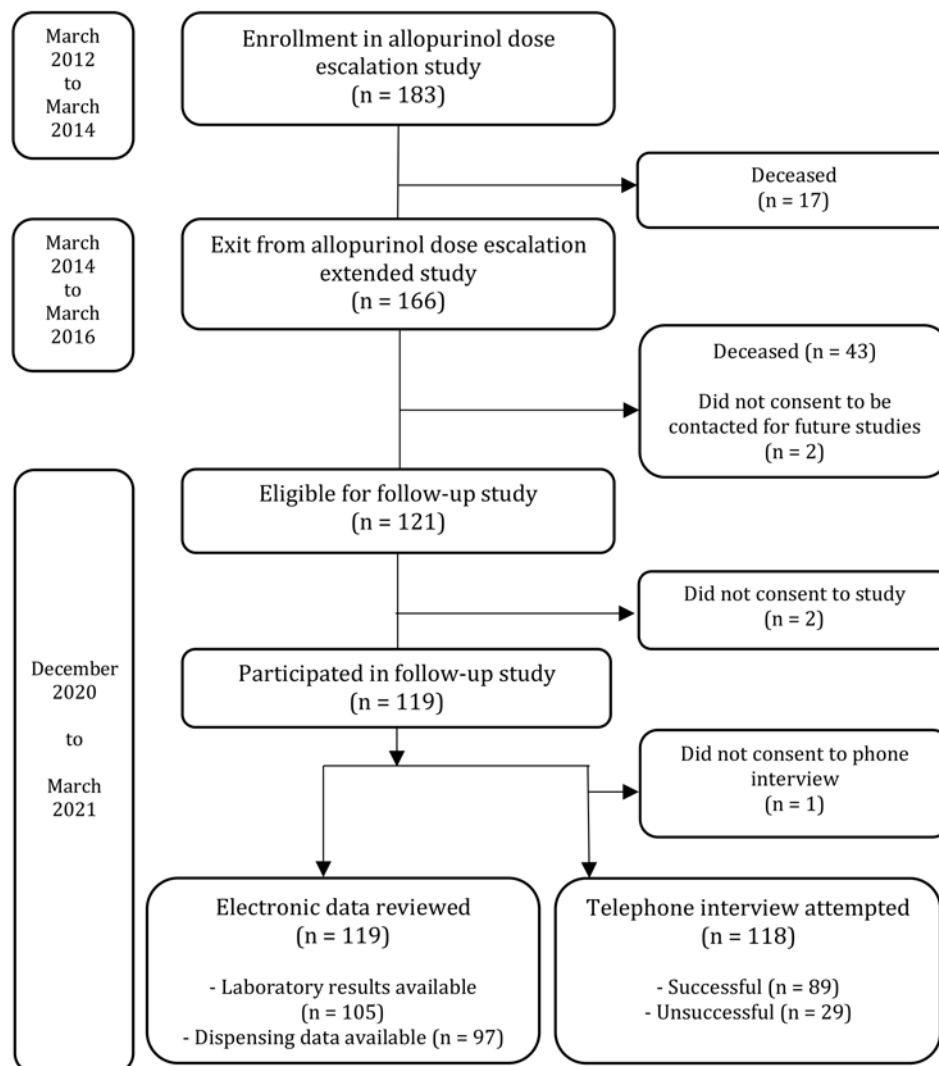 March
2012
to
March
2014
Enrollment in allopurinol dose
escalation study
(n = 183)
Deceased
(n = 17)
March
2014
to
March
2016
Exit from allopurinol dose escalation
extended study
(n = 166)
Deceased (n = 43)
Did not consent to be
contacted for future studies
(n = 2)
December
2020
to
March
2021
Eligible for follow-up study
(n = 121)
Did not consent to study
(n = 2)
Participated in follow-up study
(n = 119)
Did not consent to phone
interview
(n = 1)
Electronic data reviewed
(n = 119)
- Laboratory results available
(n = 105)
- Dispensing data available (n = 97)
Telephone interview attempted
(n = 118)
- Successful (n = 89)
- Unsuccessful (n = 29)